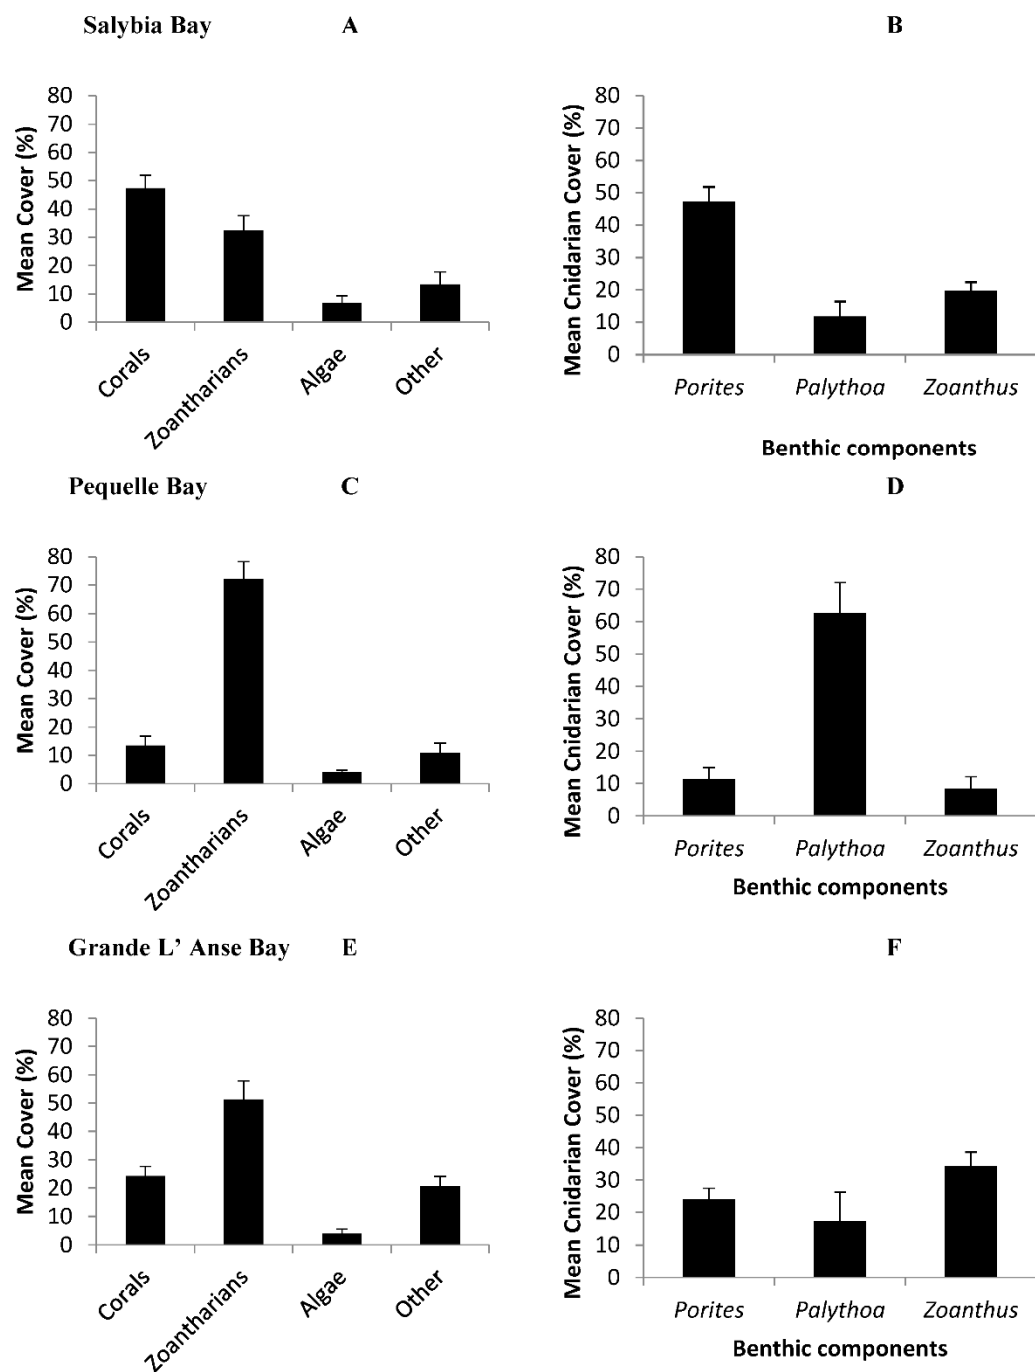 Salybia Bay A
Mean Cover (%)
80
70
60
50
40
30
20
10
0
Corals
Zoantharians
Algae
Other
B
Mean Cnidarian Cover (%)
80
70
60
50
40
30
20
10
0
Porites
Palythoa
Zoanthus
Benthic components
Pequelle Bay C
Mean Cover (%)
80
70
60
50
40
30
20
10
0
Corals
Zoantharians
Algae
Other
D
Mean Cnidarian Cover (%)
80
70
60
50
40
30
20
10
0
Porites
Palythoa
Zoanthus
Benthic components
Grande L’ Anse Bay E
Mean Cover (%)
80
70
60
50
40
30
20
10
0
Corals
Zoantharians
Algae
Other
F
Mean Cnidarian Cover (%)
80
70
60
50
40
30
20
10
0
Porites
Palythoa
Zoanthus
Benthic components